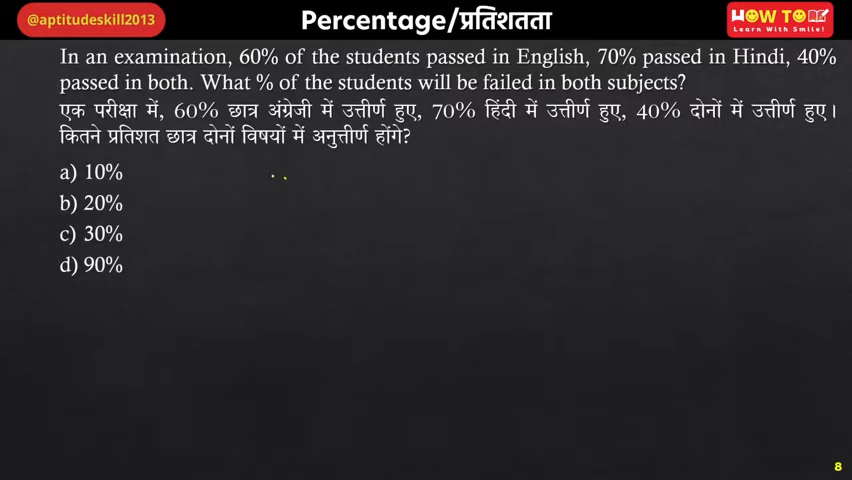 @aptitudeskill2013
Percentage/प्रतिशतता
HOW TO
Learn With Smile!
In an examination, 60% of the students passed in English, 70% passed in Hindi, 40%
passed in both. What % of the students will be failed in both subjects?
एक परीक्षा में, 60% छात्र अंग्रेजी में उत्तीर्ण हुए, 70% हिंदी में उत्तीर्ण हुए, 40% दोनों में उत्तीर्ण हुए।
कितने प्रतिशत छात्र दोनों विषयों में अनुत्तीर्ण होंगे?
a) 10%
b) 20%
c) 30%
d) 90%
8